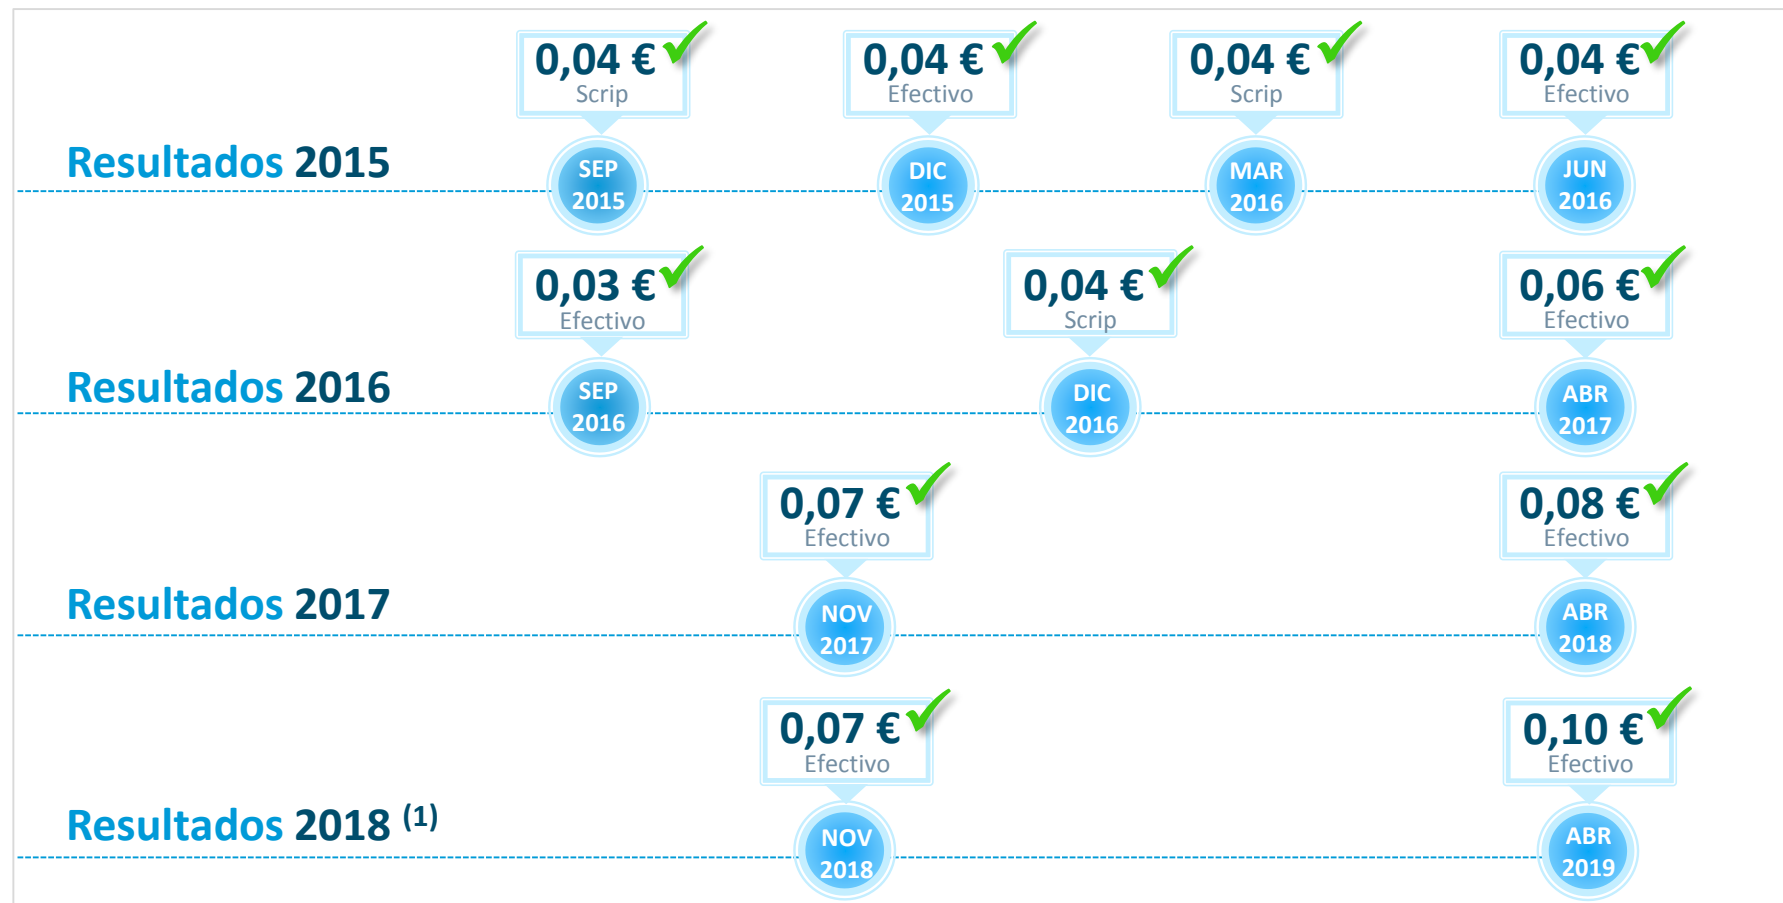 0,04 €
Scrip
0,04 €
Efectivo
0,04 €
Scrip
0,04 €
Efectivo
Resultados 2015
SEP
2015
DIC
2015
MAR
2016
JUN
2016
0,03 €
Efectivo
0,04 €
Scrip
0,06 €
Efectivo
Resultados 2016
SEP
2016
DIC
2016
ABR
2017
0,07 €
Efectivo
0,08 €
Efectivo
Resultados 2017
NOV
2017
ABR
2018
0,07 €
Efectivo
0,10 €
Efectivo
Resultados 2018 (1)
NOV
2018
ABR
2019